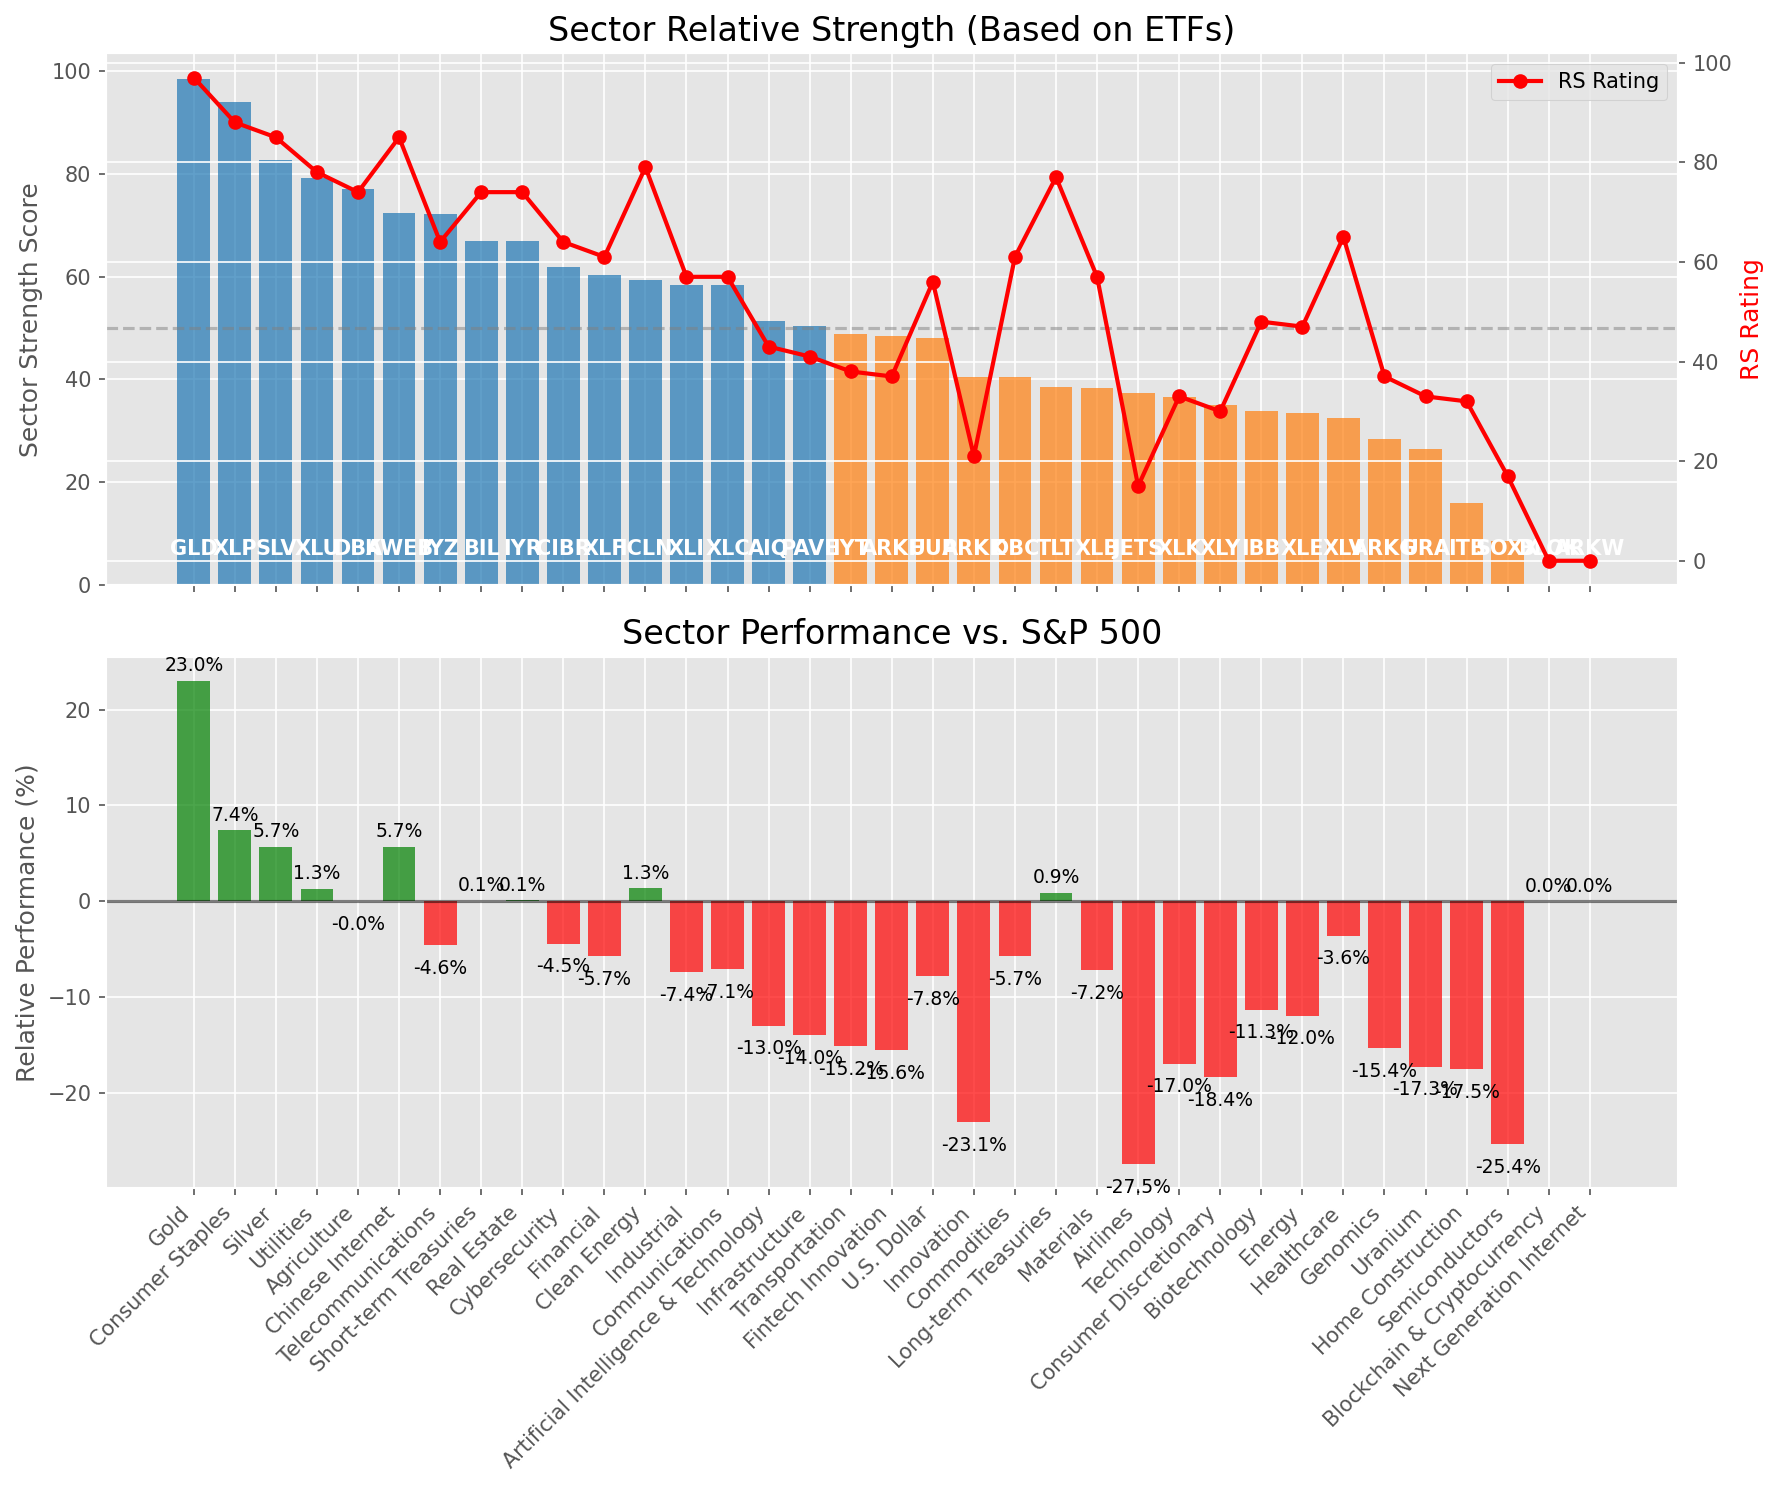 Sector Relative Strength (Based on ETFs)
Sector Strength Score
100
80
60
40
20
0
RS Rating
100
80
60
40
20
0
RS Rating
GLD XLP SLV XLU DBA KWEB IYZ BIL IYR CIBR XLF ICLN XLI XLC AIQ PAVE IYT ARKF UUP ARKK DBC TLT XLB JETS XLK XLY IBB XLE XLV ARKG URA ITB SOXX ARKW
Sector Performance vs. S&P 500
Relative Performance (%)
20
10
0
−10
−20
23.0% 7.4% 5.7% 1.3% -0.0% 5.7% -4.6% 0.1% 0.1% -4.5% -5.7% 1.3% -7.4% -7.1% -13.0% -14.0% -15.2% -15.6% -7.8% -23.1% -5.7% 0.9% -7.2% -27.5% -17.0% -18.4% -11.3% -12.0% -3.6% -15.4% -17.3% -17.5% -25.4% 0.0% 0.0%
Gold
Consumer Staples
Silver
Utilities
Agriculture
Chinese Internet
Telecommunications
Short-term Treasuries
Real Estate
Cybersecurity
Financial
Clean Energy
Industrial
Communications
Artificial Intelligence & Technology
Infrastructure
Transportation
Fintech Innovation
U.S. Dollar
Innovation
Commodities
Long-term Treasuries
Materials
Airlines
Technology
Consumer Discretionary
Biotechnology
Energy
Healthcare
Genomics
Uranium
Home Construction
Semiconductors
Blockchain & Cryptocurrency
Next Generation Internet